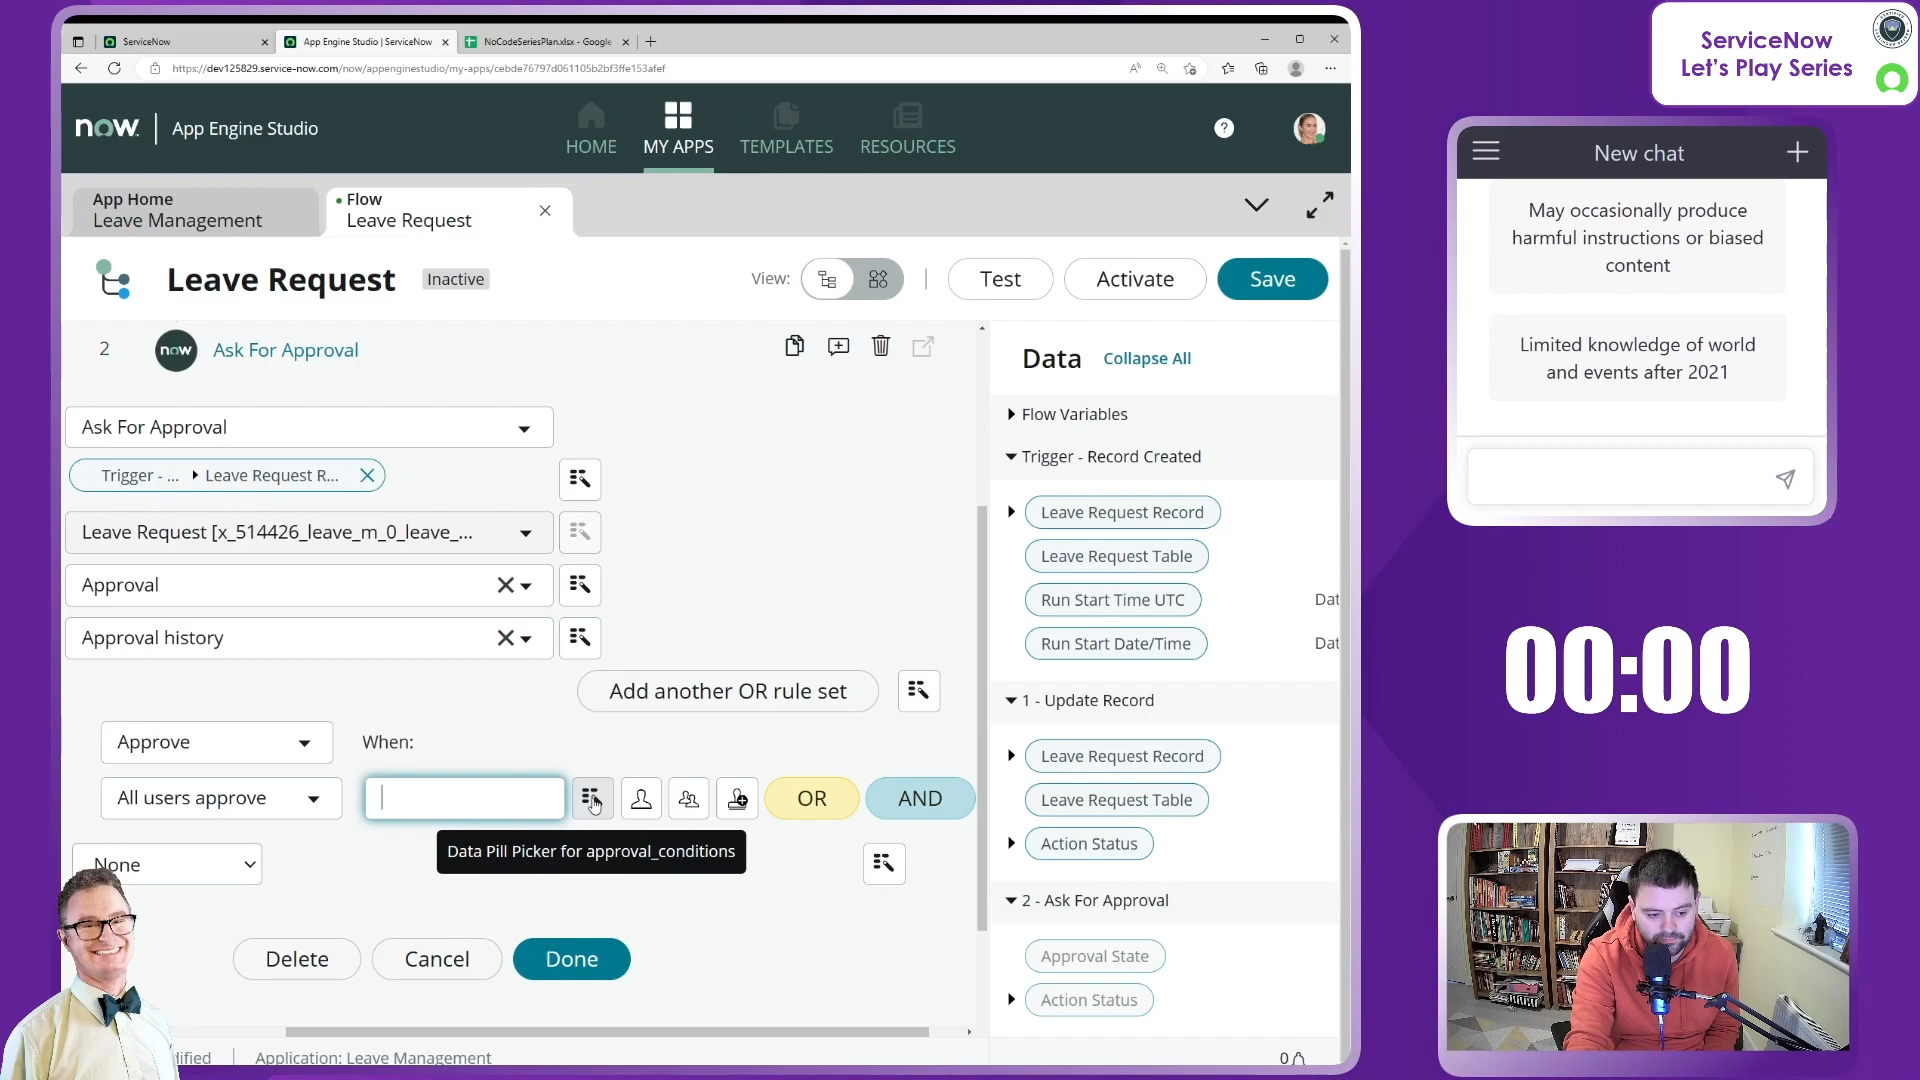 ServiceNow
App Engine Studio | ServiceNow
NoCodeSeriesPlan.xlsx - Google
https://dev125829.service-now.com/now/appenginestudio/my-apps/cebde76797d061105b2bf3ffe153afef
now
App Engine Studio
HOME
MY APPS
TEMPLATES
RESOURCES
?
App Home
Leave Management
Flow
Leave Request
Leave Request
Inactive
View:
Test
Activate
Save
2
now
Ask For Approval
Ask For Approval
Trigger - ...
Leave Request R...
Leave Request [x_514426_leave_m_0_leave_...
Approval
Approval history
Add another OR rule set
Approve
When:
All users approve
OR
AND
Data Pill Picker for approval_conditions
None
Delete
Cancel
Done
ified
Application: Leave Management
Data
Collapse All
Flow Variables
Trigger - Record Created
Leave Request Record
Leave Request Table
Run Start Time UTC
Dat
Run Start Date/Time
Dat
1 - Update Record
Leave Request Record
Leave Request Table
Action Status
2 - Ask For Approval
Approval State
Action Status
0
ServiceNow
Let's Play Series
New chat
May occasionally produce
harmful instructions or biased
content
Limited knowledge of world
and events after 2021
00:00